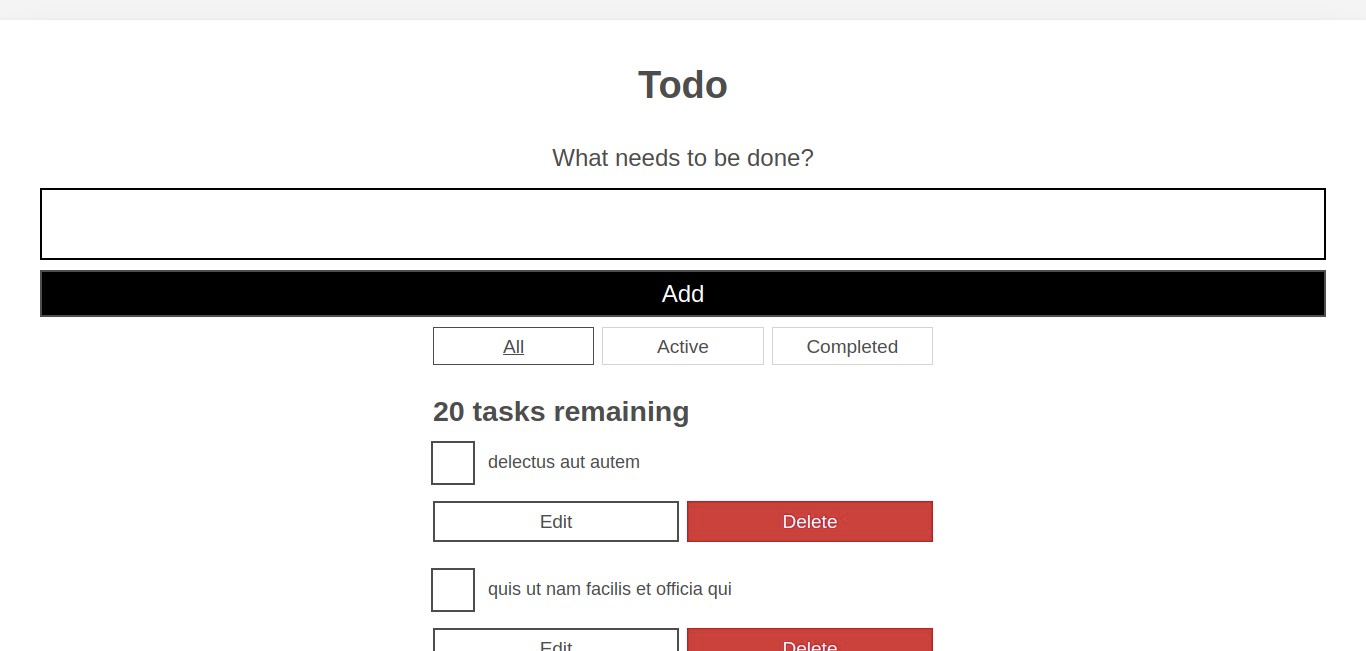 Todo
What needs to be done?
Add
All Active Completed
20 tasks remaining
delectus aut autem
Edit Delete
quis ut nam facilis et officia qui
Edit Delete